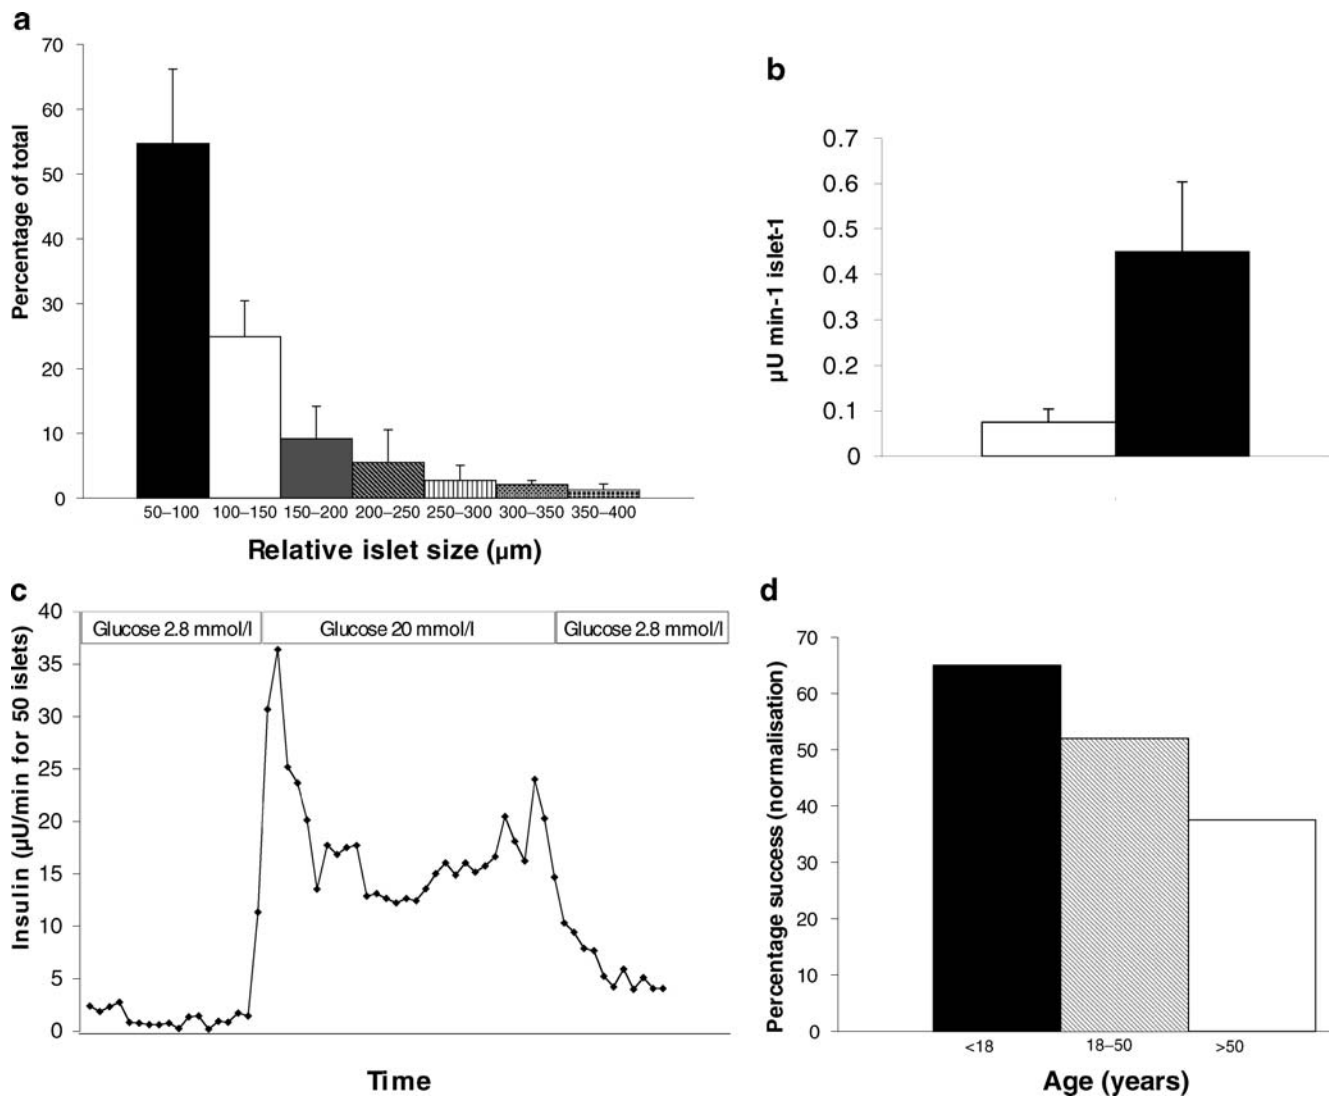 a
70
60
50
40
30
20
10
0
Percentage of total
50–100 100–150 150–200 200–250 250–300 300–350 350–400
Relative islet size (µm)
b
0.7
0.6
0.5
0.4
0.3
0.2
0.1
0
µU min-1 islet-1
c
40
35
30
25
20
15
10
5
0
Insulin (µU/min for 50 islets)
Glucose 2.8 mmol/l Glucose 20 mmol/l Glucose 2.8 mmol/l
Time
d
70
60
50
40
30
20
10
0
Percentage success (normalisation)
<18 18–50 >50
Age (years)